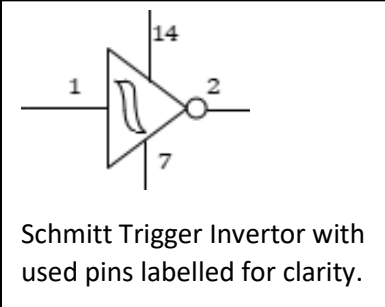 14
1
2
7
Schmitt Trigger Invertor with
used pins labelled for clarity.